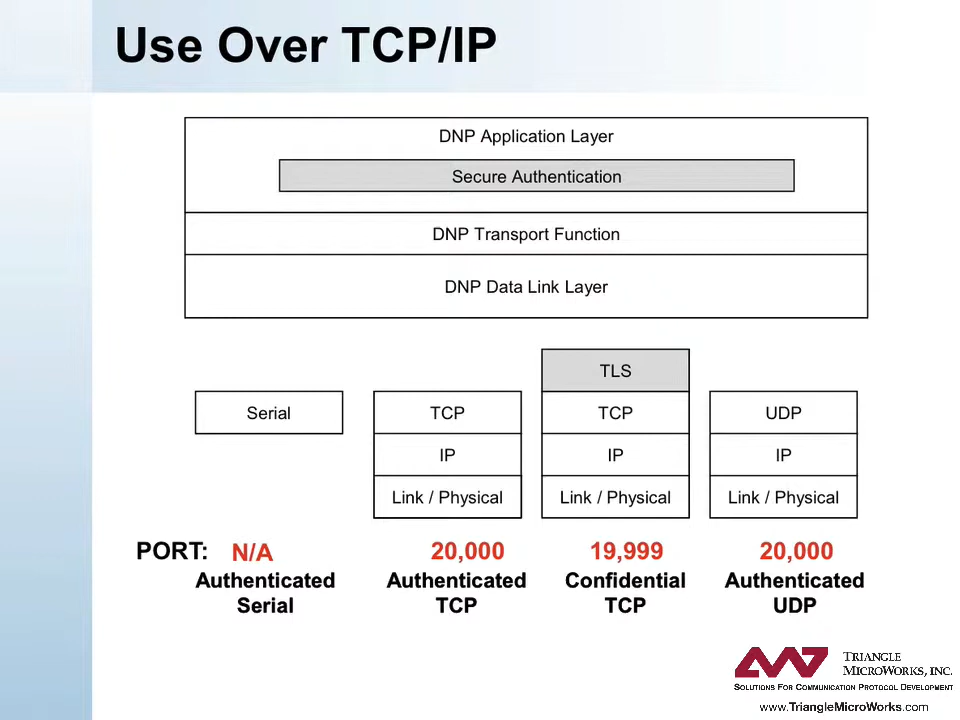 Use Over TCP/IP
DNP Application Layer
Secure Authentication
DNP Transport Function
DNP Data Link Layer
TLS
Serial TCP TCP UDP
IP IP IP
Link / Physical Link / Physical Link / Physical
PORT: N/A 20,000 19,999 20,000
Authenticated Authenticated Confidential Authenticated
Serial TCP TCP UDP
TRIANGLE
MICROWORKS, INC.
SOLUTIONS FOR COMMUNICATION PROTOCOL DEVELOPMENT
www.TriangleMicroWorks.com